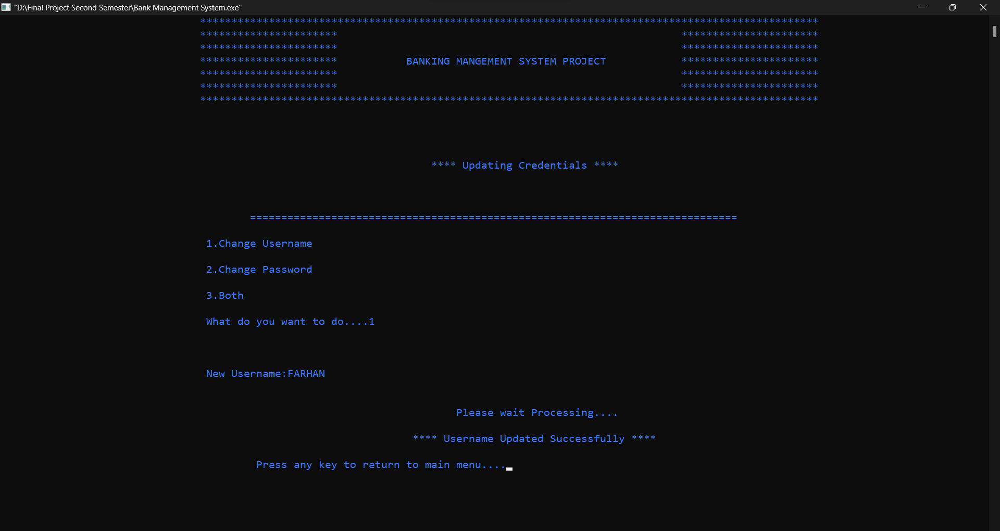 "D:\Final Project Second Semester\Bank Management System.exe"
***************************************************************************************************
********************** **********************
********************** **********************
********************** BANKING MANGEMENT SYSTEM PROJECT **********************
********************** **********************
********************** **********************
***************************************************************************************************
**** Updating Credentials ****
==============================================================================
1.Change Username
2.Change Password
3.Both
What do you want to do....1
New Username:FARHAN
Please wait Processing....
**** Username Updated Successfully ****
Press any key to return to main menu....